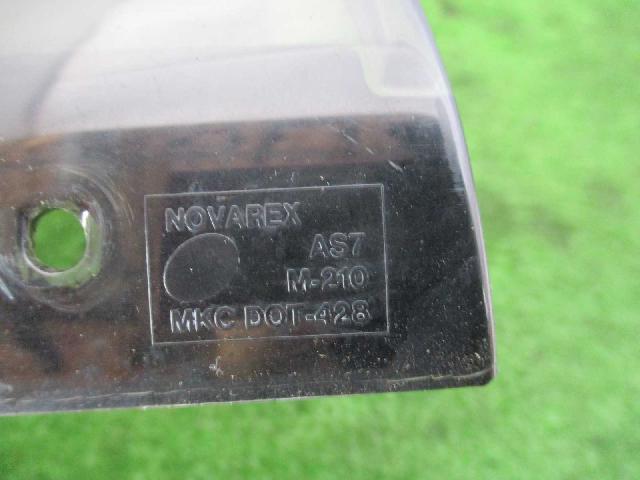 NOVAREX
AS7
M-210
MKC DOT-428